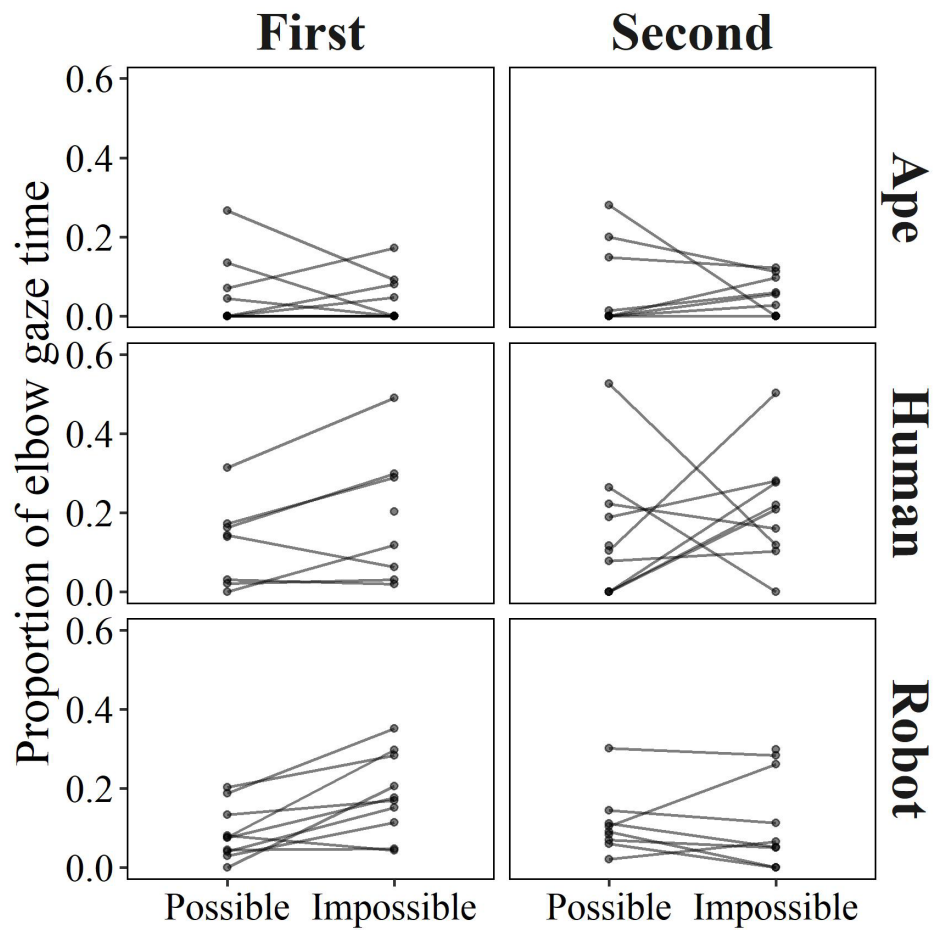 First Second
Proportion of elbow gaze time
0.6
0.4
0.2
0.0
Ape
0.6
0.4
0.2
0.0
Human
0.6
0.4
0.2
0.0
Robot
Possible Impossible Possible Impossible